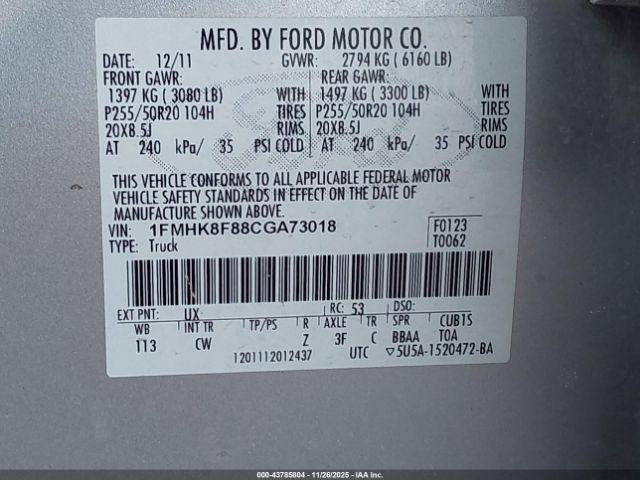 MFD. BY FORD MOTOR CO.
DATE: 12/11 GVWR: 2794 KG ( 6160 LB)
FRONT GAWR: REAR GAWR:
1397 KG ( 3080 LB) WITH 1497 KG ( 3300 LB) WITH
P255/50R20 104H TIRES P255/50R20 104H TIRES
20X8.5J RIMS 20X8.5J RIMS
AT 240 kPa/ 35 PSI COLD AT 240 kPa/ 35 PSI COLD
THIS VEHICLE CONFORMS TO ALL APPLICABLE FEDERAL MOTOR
VEHICLE SAFETY STANDARDS IN EFFECT ON THE DATE OF
MANUFACTURE SHOWN ABOVE.
VIN: 1FMHK8F88CGA73018 F0123
TYPE: Truck T0062
EXT PNT: UX RC: 53 DSO:
WB INT TR TP/PS R AXLE TR SPR CUB1S
113 CW Z 3F C BBAA TOA
1201112012437 UTC ▽5U5A-1520472-BA
00-43785804 - 11/26/2025 - IAA Inc.